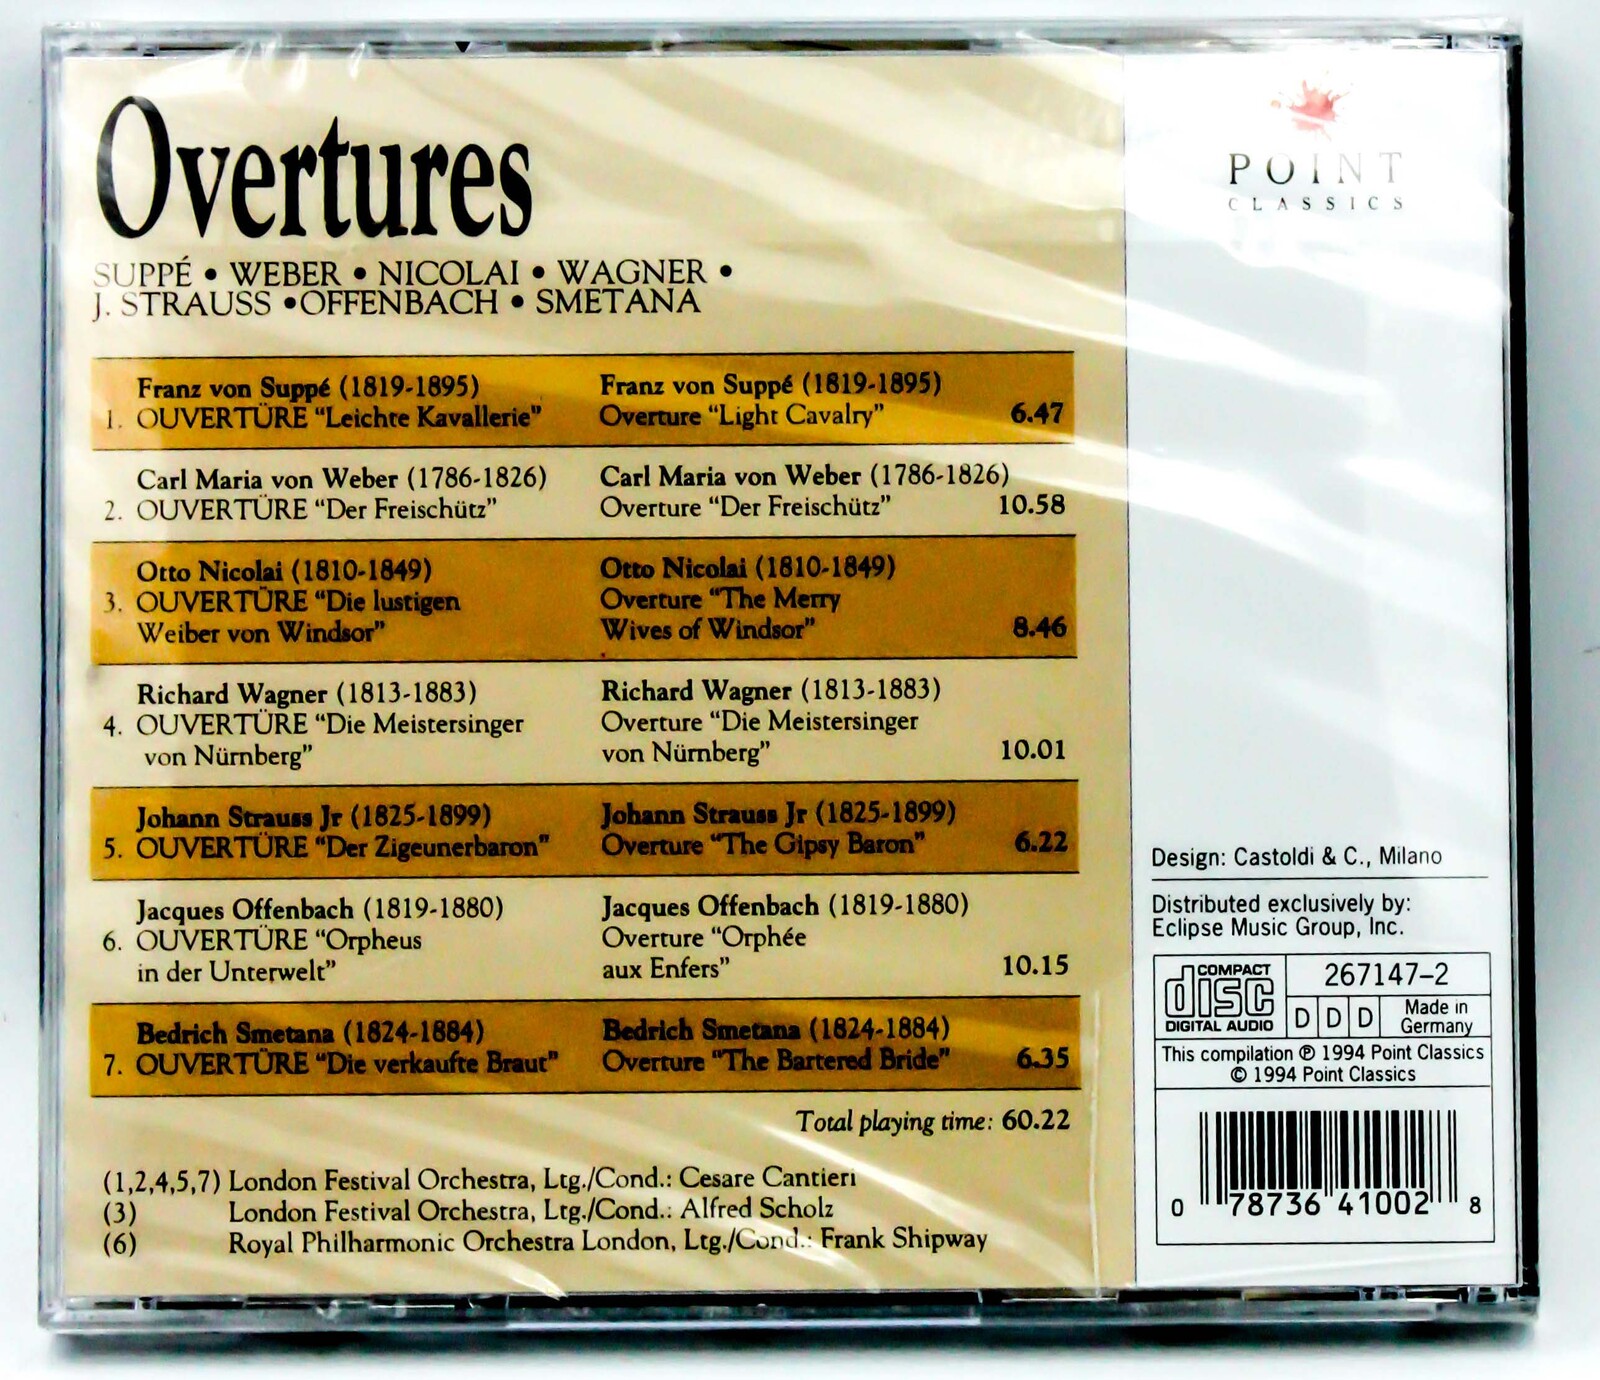 Overtures
SUPPÉ • WEBER • NICOLAI • WAGNER •
J. STRAUSS • OFFENBACH • SMETANA
Franz von Suppé (1819-1895) Franz von Suppé (1819-1895)
1. OUVERTÜRE "Leichte Kavallerie" Overture "Light Cavalry" 6.47
Carl Maria von Weber (1786-1826) Carl Maria von Weber (1786-1826)
2. OUVERTÜRE "Der Freischütz" Overture "Der Freischütz" 10.58
Otto Nicolai (1810-1849) Otto Nicolai (1810-1849)
3. OUVERTÜRE "Die lustigen Overture "The Merry
Weiber von Windsor" Wives of Windsor" 8.46
Richard Wagner (1813-1883) Richard Wagner (1813-1883)
4. OUVERTÜRE "Die Meistersinger Overture "Die Meistersinger
von Nürnberg" von Nürnberg" 10.01
Johann Strauss Jr (1825-1899) Johann Strauss Jr (1825-1899)
5. OUVERTÜRE "Der Zigeunerbaron" Overture "The Gipsy Baron" 6.22
Jacques Offenbach (1819-1880) Jacques Offenbach (1819-1880)
6. OUVERTÜRE "Orpheus Overture "Orphée
in der Unterwelt" aux Enfers" 10.15
Bedrich Smetana (1824-1884) Bedrich Smetana (1824-1884)
7. OUVERTÜRE "Die verkaufte Braut" Overture "The Bartered Bride" 6.35
Total playing time: 60.22
(1,2,4,5,7) London Festival Orchestra, Ltg./Cond.: Cesare Cantieri
(3) London Festival Orchestra, Ltg./Cond.: Alfred Scholz
(6) Royal Philharmonic Orchestra London, Ltg./Cond.: Frank Shipway
POINT
CLASSICS
Design: Castoldi & C., Milano
Distributed exclusively by:
Eclipse Music Group, Inc.
COMPACT
disc
DIGITAL AUDIO
267147-2
D D D
Made in
Germany
This compilation ℗ 1994 Point Classics
© 1994 Point Classics
0 78736 41002 8